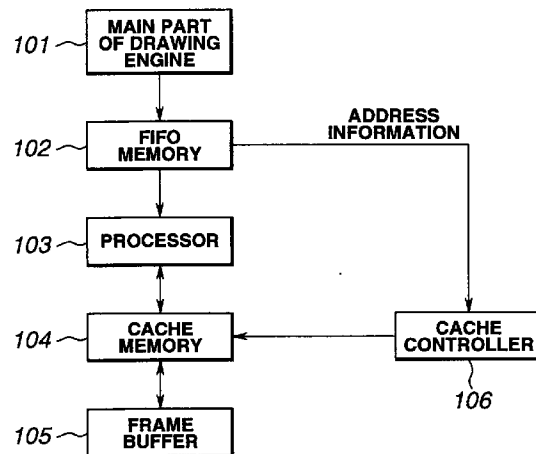 101
MAIN PART
OF DRAWING
ENGINE
102
FIFO
MEMORY
ADDRESS
INFORMATION
103
PROCESSOR
104
CACHE
MEMORY
CACHE
CONTROLLER
106
105
FRAME
BUFFER